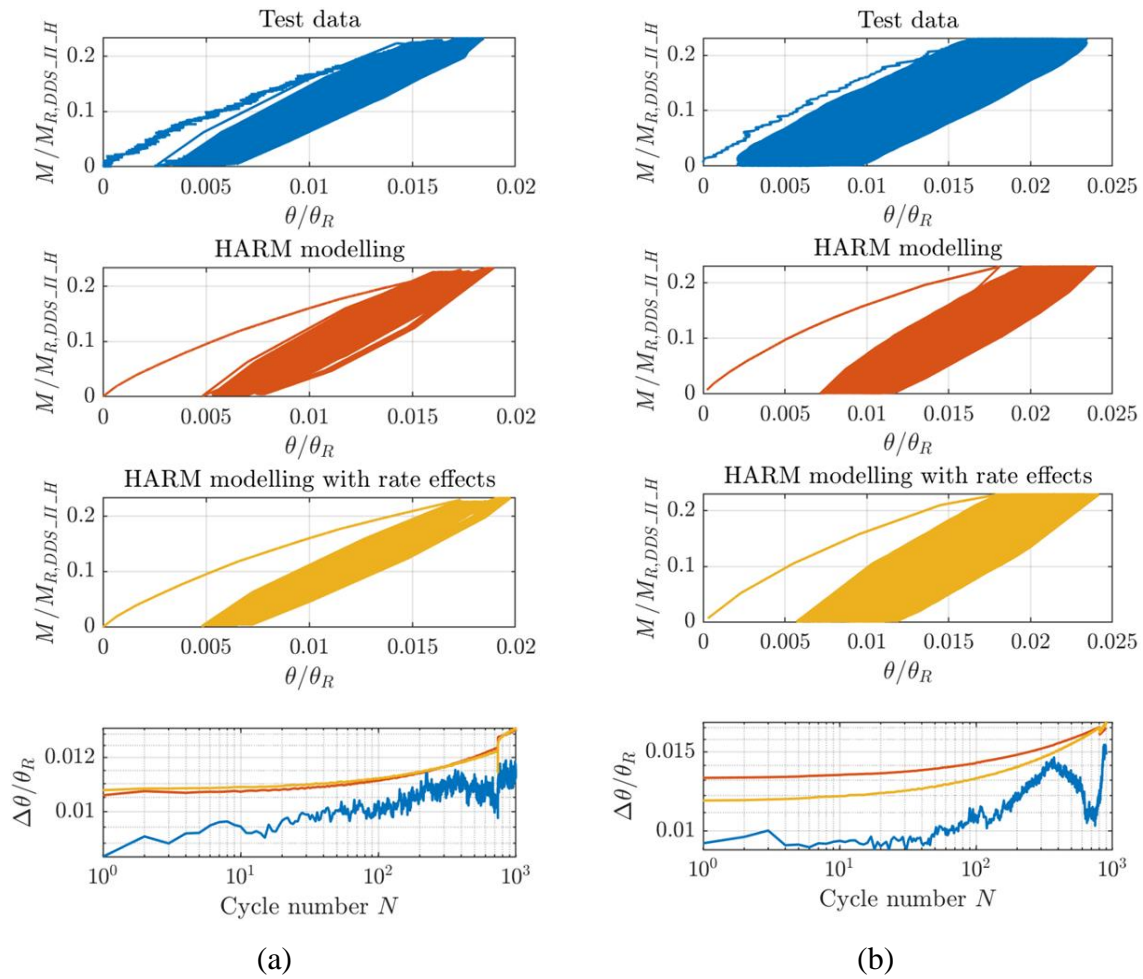 Test data
M/M_{R,DDS_II_H}
0.2
0.1
0
0 0.005 0.01 0.015 0.02
θ/θ_R
HARM modelling
M/M_{R,DDS_II_H}
0.2
0.1
0
0 0.005 0.01 0.015 0.02
θ/θ_R
HARM modelling with rate effects
M/M_{R,DDS_II_H}
0.2
0.1
0
0 0.005 0.01 0.015 0.02
θ/θ_R
Δθ/θ_R
0.012
0.01
10^0 10^1 10^2 10^3
Cycle number N
(a)
Test data
M/M_{R,DDS_II_H}
0.2
0.1
0
0 0.005 0.01 0.015 0.02 0.025
θ/θ_R
HARM modelling
M/M_{R,DDS_II_H}
0.2
0.1
0
0 0.005 0.01 0.015 0.02 0.025
θ/θ_R
HARM modelling with rate effects
M/M_{R,DDS_II_H}
0.2
0.1
0
0 0.005 0.01 0.015 0.02 0.025
θ/θ_R
Δθ/θ_R
0.015
0.01
10^0 10^1 10^2 10^3
Cycle number N
(b)